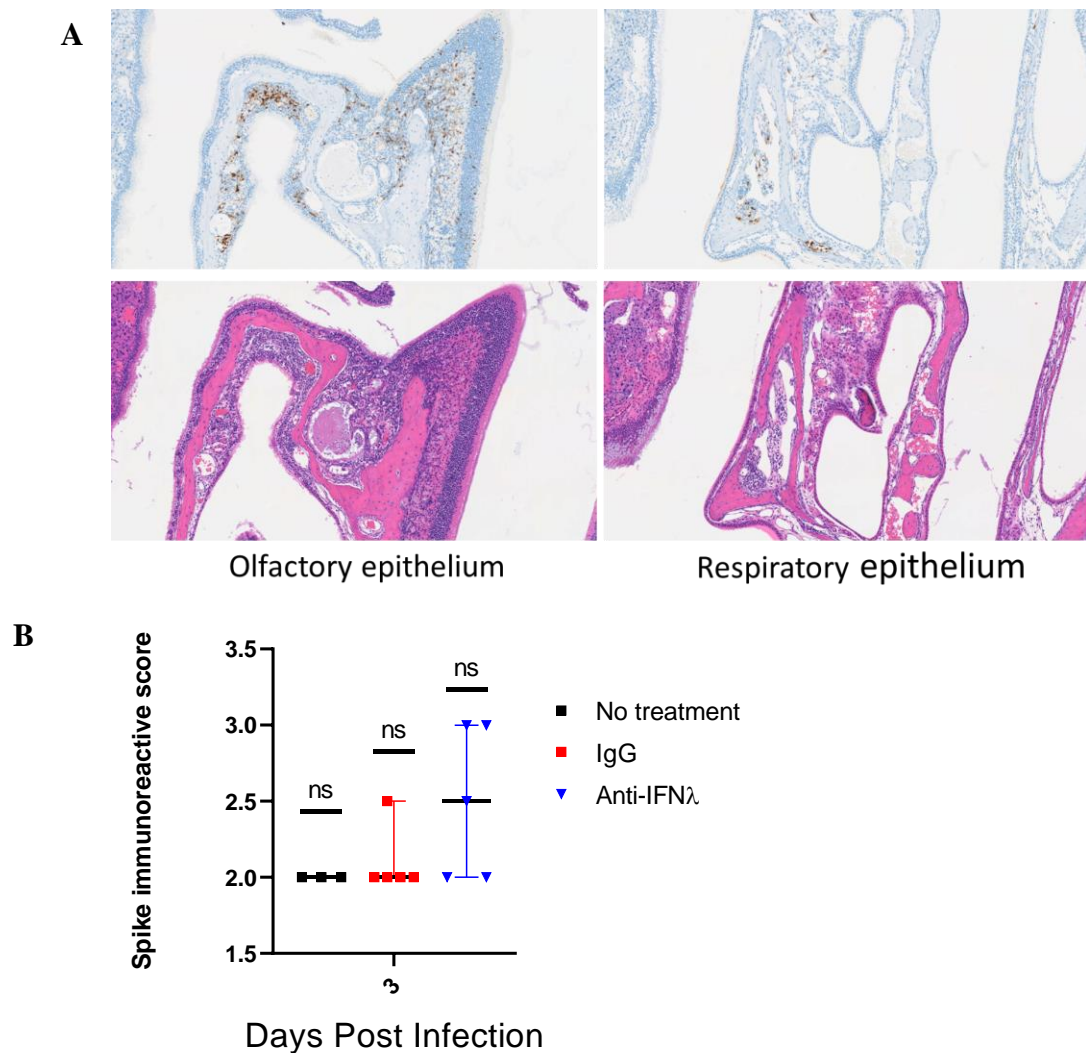 A
Olfactory epithelium
Respiratory epithelium
B
Spike immunoreactive score
3.5
3.0
2.5
2.0
1.5
ns
ns
ns
No treatment
IgG
Anti-IFNλ
3
Days Post Infection